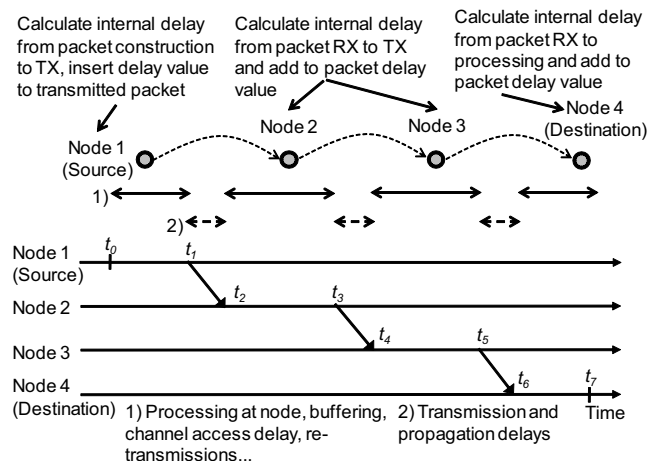 Calculate internal delay
from packet construction
to TX, insert delay value
to transmitted packet
Calculate internal delay
from packet RX to TX
and add to packet delay
value
Calculate internal delay
from packet RX to
processing and add to
packet delay value
Node 1
(Source)
Node 2
Node 3
Node 4
(Destination)
1)
2)
Node 1
(Source)
t0
t1
Node 2
t2
t3
Node 3
t4
t5
Node 4
(Destination)
t6
t7
Time
1) Processing at node, buffering,
channel access delay, re-
transmissions...
2) Transmission and
propagation delays